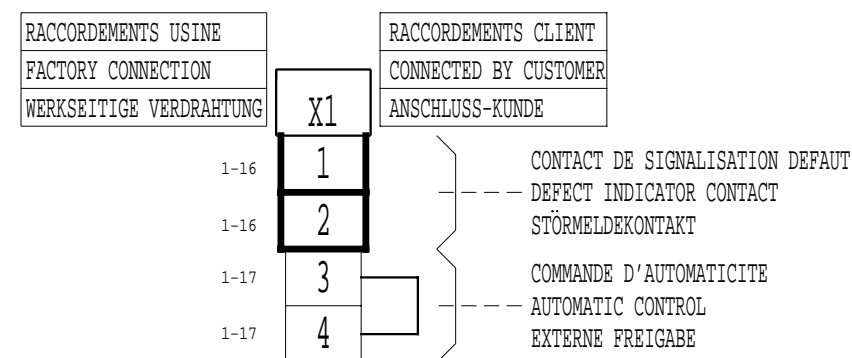 RACCORDEMENTS USINE
FACTORY CONNECTION
WERKSEITIGE VERDRAHTUNG
RACCORDEMENTS CLIENT
CONNECTED BY CUSTOMER
ANSCHLUSS-KUNDE
X1
1-16
1
1-16
2
1-17
3
1-17
4
CONTACT DE SIGNALISATION DEFAUT
DEFECT INDICATOR CONTACT
STÖRMELDEKONTAKT
COMMANDE D'AUTOMATICITE
AUTOMATIC CONTROL
EXTERNE FREIGABE